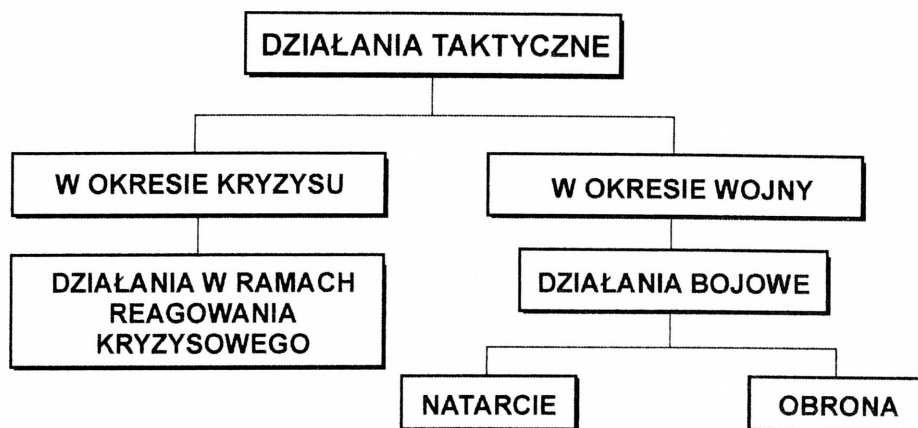 DZIAŁANIA TAKTYCZNE
W OKRESIE KRYZYSU
W OKRESIE WOJNY
DZIAŁANIA W RAMACH
REAGOWANIA
KRYZYSOWEGO
DZIAŁANIA BOJOWE
NATARCIE
OBRONA